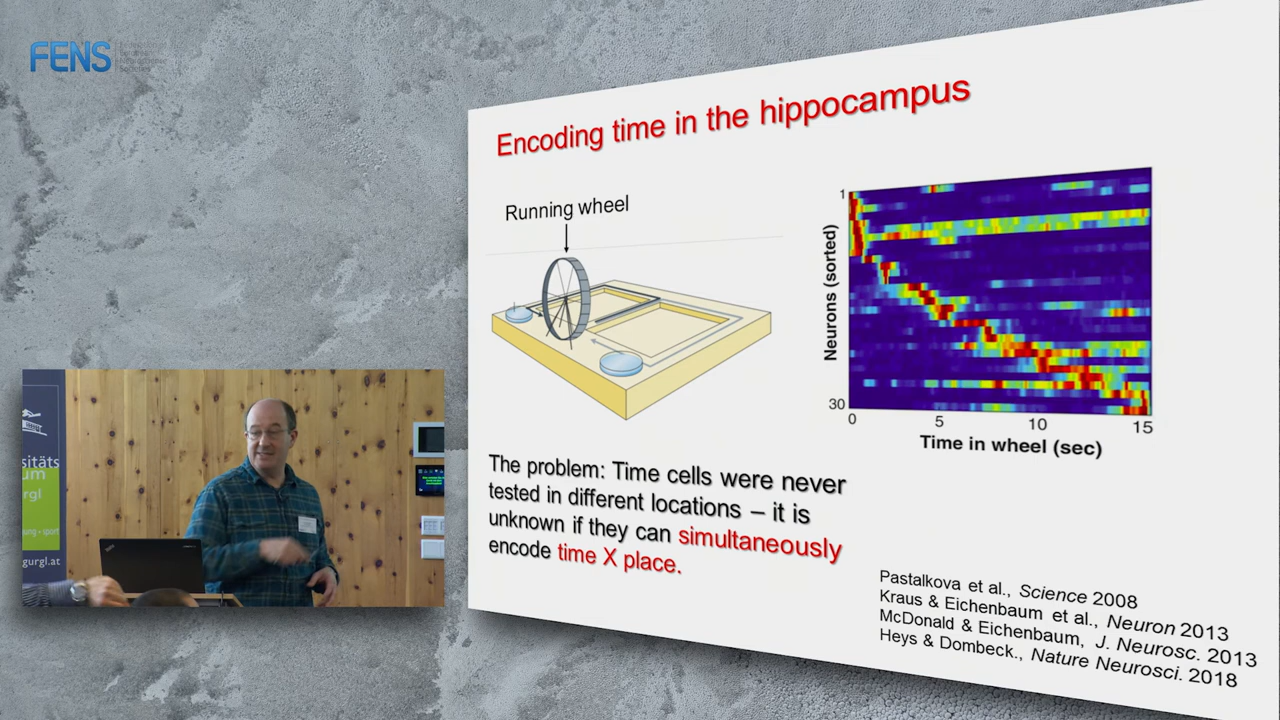 FENS
Encoding time in the hippocampus
Running wheel
Neurons (sorted)
1
30
0 5 10 15
Time in wheel (sec)
The problem: Time cells were never
tested in different locations – it is
unknown if they can simultaneously
encode time X place.
Pastalkova et al., Science 2008
Kraus & Eichenbaum et al., Neuron 2013
McDonald & Eichenbaum, J. Neurosc. 2013
Heys & Dombeck., Nature Neurosci. 2018
sitäts
um
rgl
ung • sport
gurgl.at